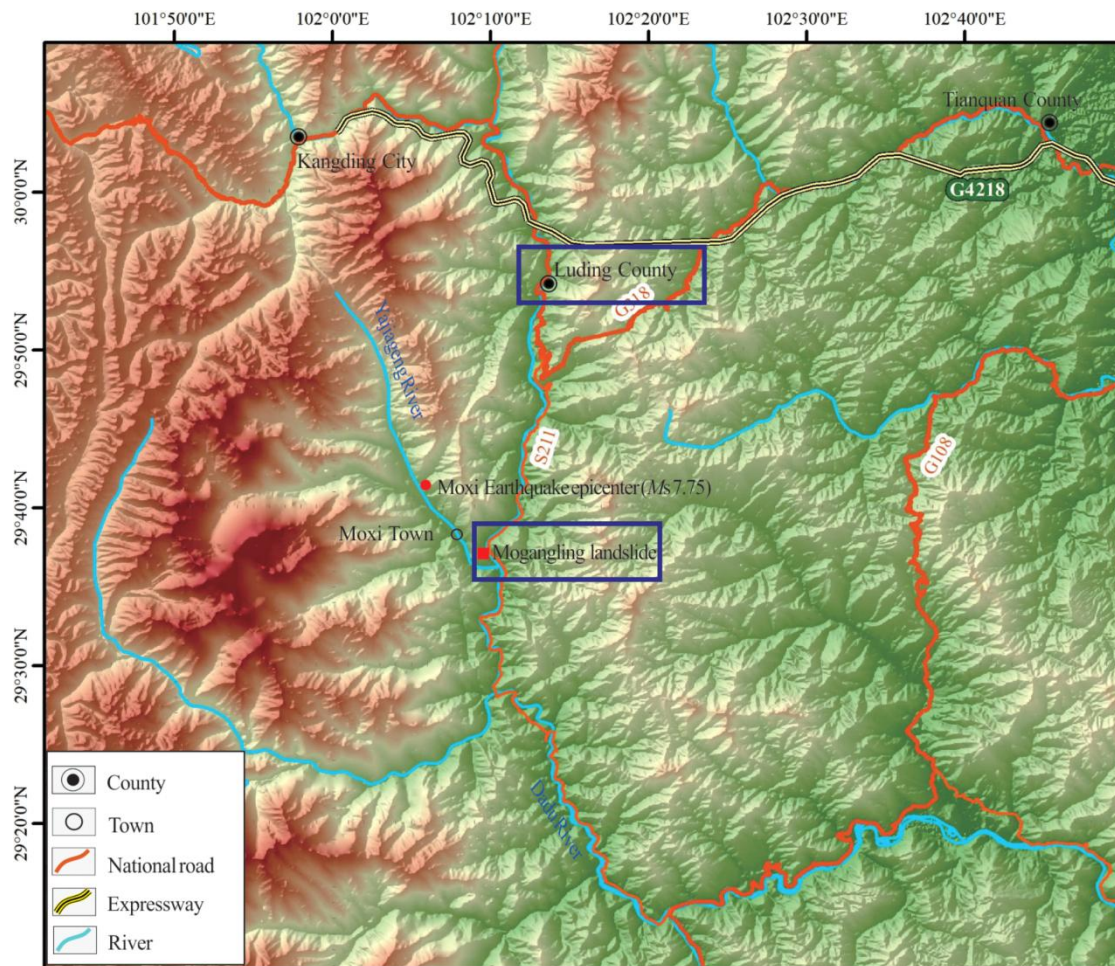 101°50'0"E
102°0'0"E
102°10'0"E
102°20'0"E
102°30'0"E
102°40'0"E
30°0'0"N
29°50'0"N
29°40'0"N
29°30'0"N
29°20'0"N
Tianquan County
Kangding City
G4218
Luding County
G318
Yajiageng River
S211
G108
Moxi Earthquake epicenter (Ms7.75)
Moxi Town
Mogangling landslide
Dadu River
County
Town
National road
Expressway
River